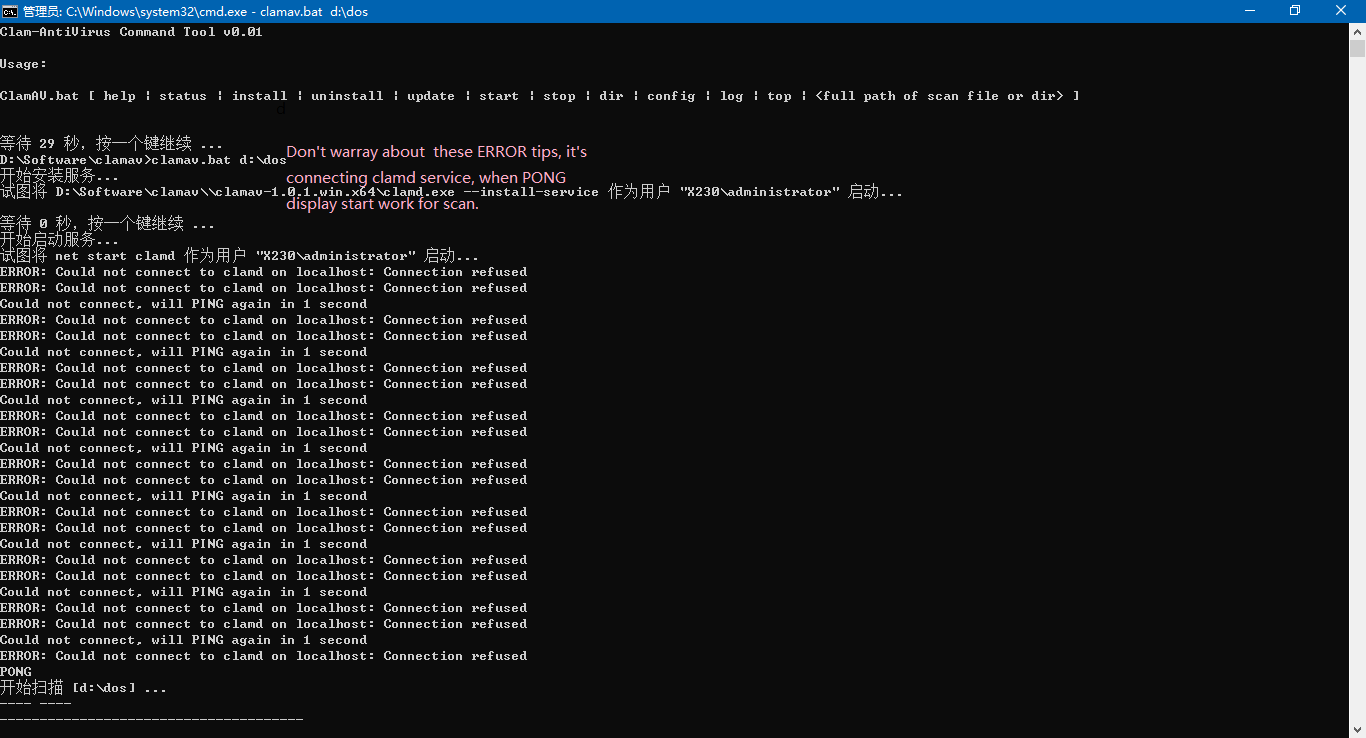 管理员: C:\Windows\system32\cmd.exe - clamav.bat  d:\dos
Clam-AntiVirus Command Tool v0.01
Usage:
ClamAV.bat [ help | status | install | uninstall | update | start | stop | dir | config | log | top | <full path of scan file or dir> ]
等待 29 秒，按一个键继续 ...
D:\Software\clamav>clamav.bat d:\dos
Don't warray about  these ERROR tips, it's
connecting clamd service, when PONG
display start work for scan.
开始安装服务...
试图将 D:\Software\clamav\\clamav-1.0.1.win.x64\clamd.exe --install-service 作为用户 "X230\administrator" 启动...
等待 0 秒，按一个键继续 ...
开始启动服务...
试图将 net start clamd 作为用户 "X230\administrator" 启动...
ERROR: Could not connect to clamd on localhost: Connection refused
ERROR: Could not connect to clamd on localhost: Connection refused
Could not connect, will PING again in 1 second
ERROR: Could not connect to clamd on localhost: Connection refused
ERROR: Could not connect to clamd on localhost: Connection refused
Could not connect, will PING again in 1 second
ERROR: Could not connect to clamd on localhost: Connection refused
ERROR: Could not connect to clamd on localhost: Connection refused
Could not connect, will PING again in 1 second
ERROR: Could not connect to clamd on localhost: Connection refused
ERROR: Could not connect to clamd on localhost: Connection refused
Could not connect, will PING again in 1 second
ERROR: Could not connect to clamd on localhost: Connection refused
ERROR: Could not connect to clamd on localhost: Connection refused
Could not connect, will PING again in 1 second
ERROR: Could not connect to clamd on localhost: Connection refused
ERROR: Could not connect to clamd on localhost: Connection refused
Could not connect, will PING again in 1 second
ERROR: Could not connect to clamd on localhost: Connection refused
ERROR: Could not connect to clamd on localhost: Connection refused
Could not connect, will PING again in 1 second
ERROR: Could not connect to clamd on localhost: Connection refused
ERROR: Could not connect to clamd on localhost: Connection refused
Could not connect, will PING again in 1 second
ERROR: Could not connect to clamd on localhost: Connection refused
PONG
开始扫描 [d:\dos] ...
---- ----
--------------------------------------